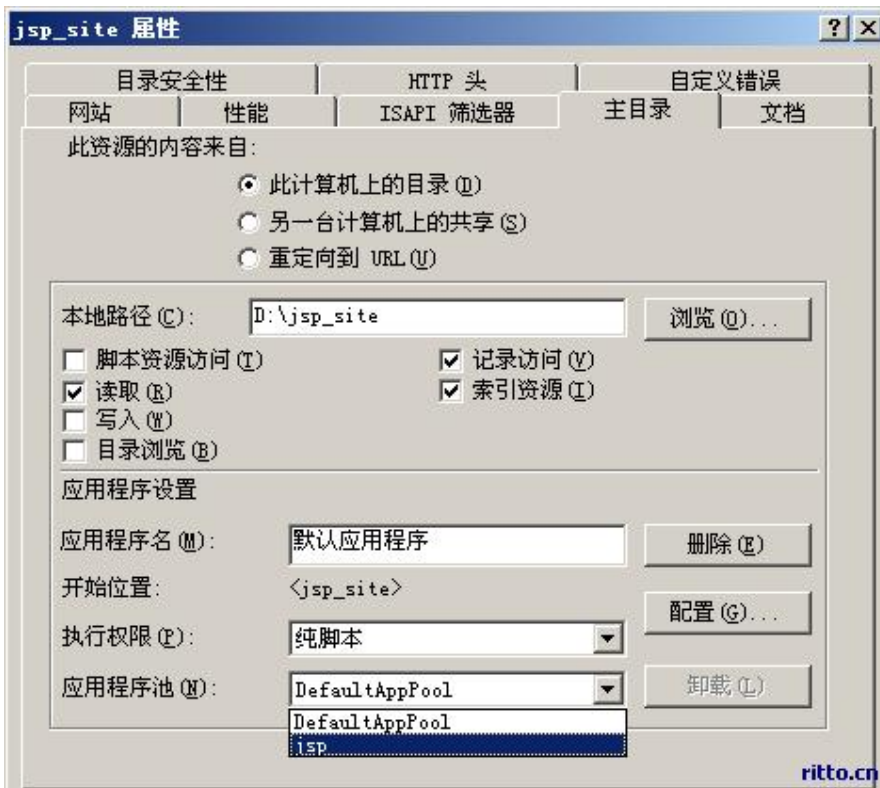 jsp_site 属性
目录安全性 HTTP 头 自定义错误
网站 性能 ISAPI 筛选器 主目录 文档
此资源的内容来自:
此计算机上的目录(D)
另一台计算机上的共享(S)
重定向到 URL(U)
本地路径(C): D:\jsp_site 浏览(O)...
脚本资源访问(T) 记录访问(V)
读取(R) 索引资源(I)
写入(W)
目录浏览(B)
应用程序设置
应用程序名(M): 默认应用程序 删除(E)
开始位置: <jsp_site>
配置(G)...
执行权限(P): 纯脚本
应用程序池(N): DefaultAppPool 卸载(L)
DefaultAppPool
jsp
ritto.cn